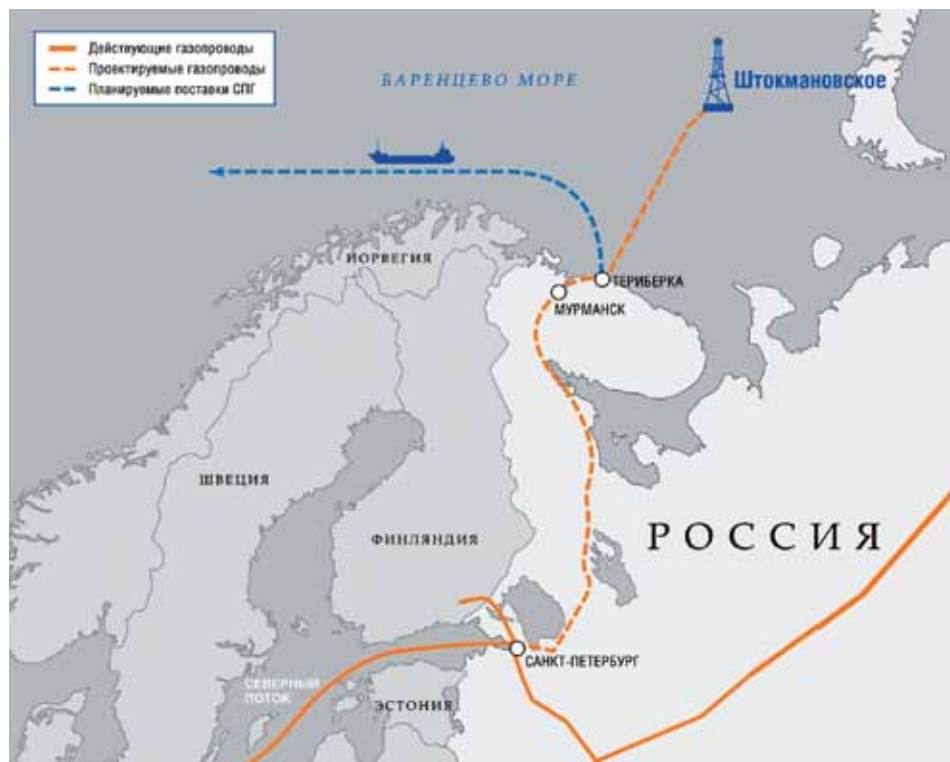 Действующие газопроводы
Проектируемые газопроводы
Планируемые поставки СПГ
БАРЕНЦЕВО МОРЕ
Штокмановское
НОРВЕГИЯ
ТЕРИБЕРКА
МУРМАНСК
ШВЕЦИЯ
ФИНЛЯНДИЯ
РОССИЯ
САНКТ-ПЕТЕРБУРГ
СЕВЕРНЫЙ
ПОТОК
ЭСТОНИЯ